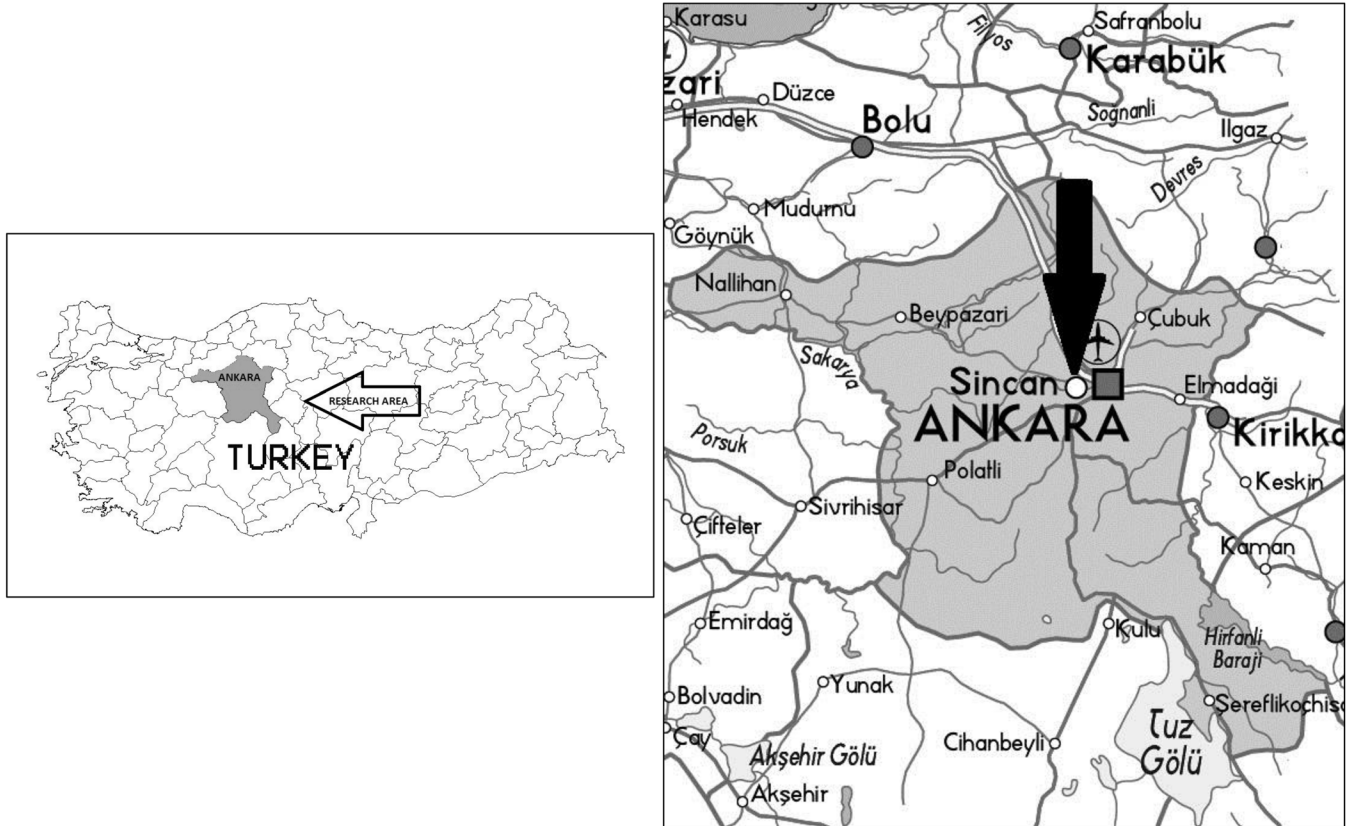 ANKARA
RESEARCH AREA
TURKEY
Karasu
Filyos
Safranbolu
Karabük
zari
Düzce
Hendek
Bolu
Soğnanli
Ilgaz
Devres
Mudurnu
Göynük
Nallihan
Beypazari
Çubuk
Sakarya
Sincan
Elmadaği
ANKARA
Kirikko
Porsuk
Polatli
Keskin
Sivrihisar
Çifteler
Kaman
Emirdağ
Kulu
Hirfanli
Baraji
Bolvadin
Yunak
Şereflikoçhisa
Çay
Akşehir Gölü
Cihanbeyli
Tuz
Gölü
Akşehir